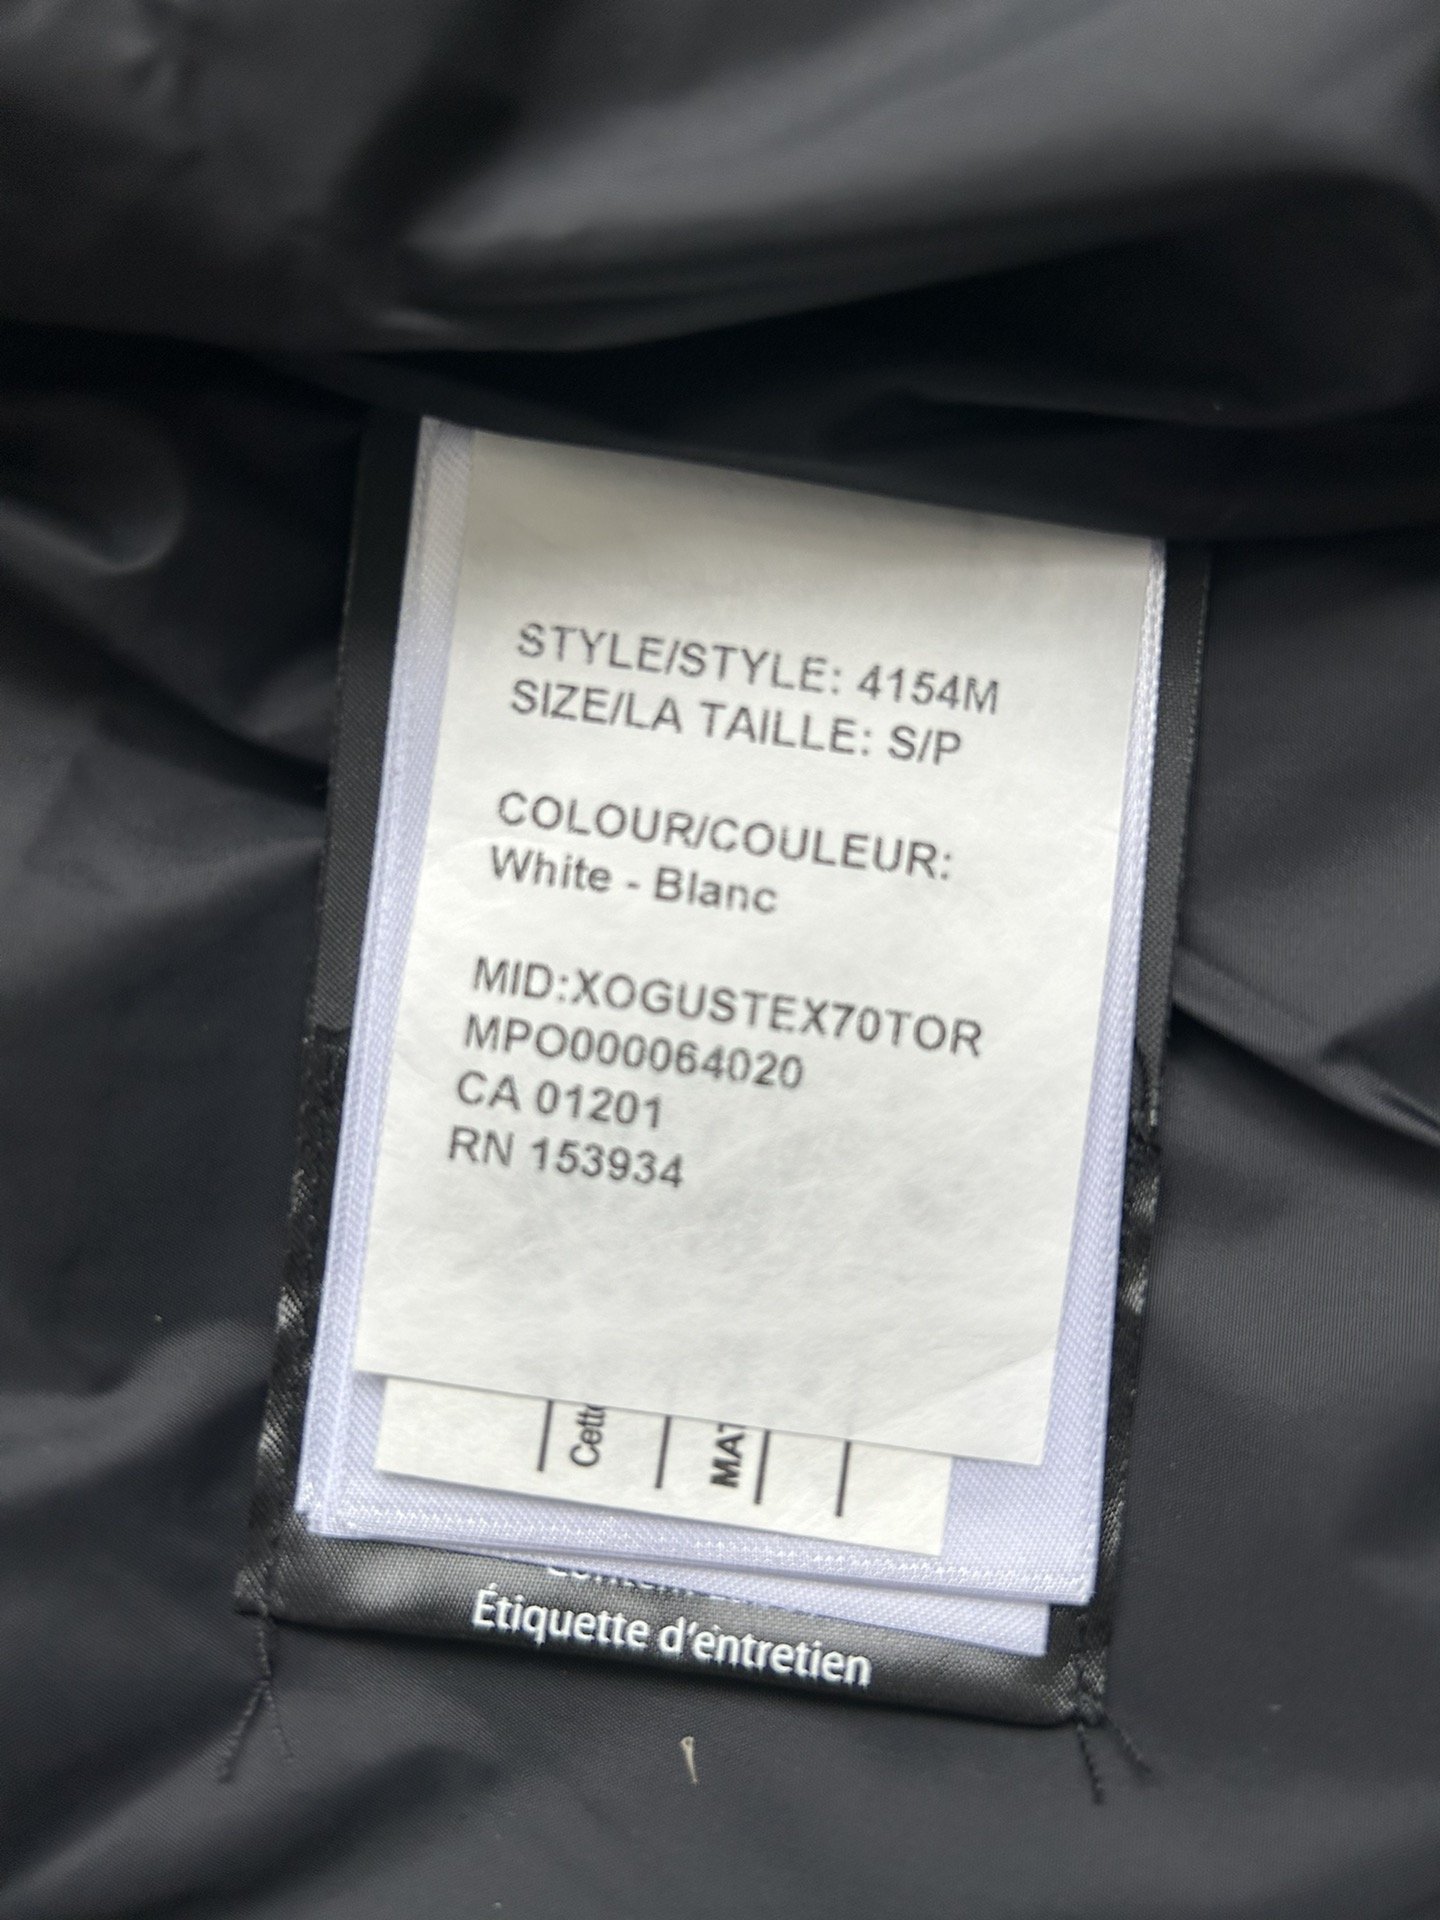 STYLE/STYLE: 4154M
SIZE/LA TAILLE: S/P
COLOUR/COULEUR:
White - Blanc
MID:XOGUSTEX70TOR
MPO000064020
CA 01201
RN 153934
MAT
Étiquette d'entretien